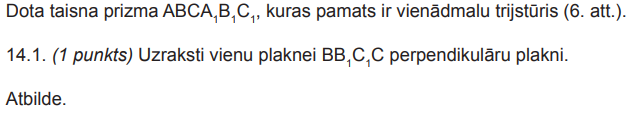 Dota taisna prizma ABCA₁B₁C₁, kuras pamats ir vienādmalu trijstūris (6. att.).
14.1. (1 punkts) Uzraksti vienu plaknei BB₁C₁C perpendikulāru plakni.
Atbilde.